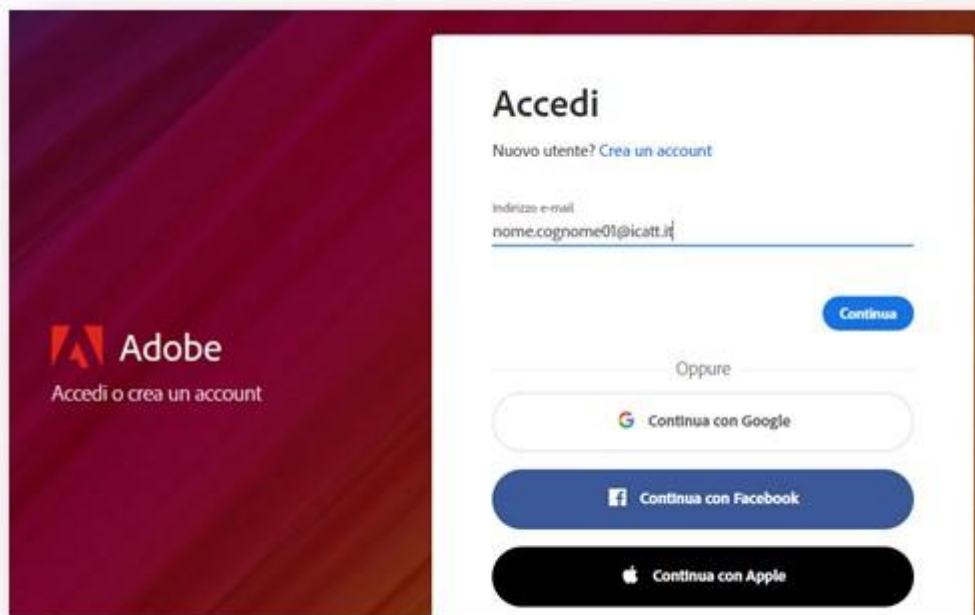 Adobe
Accedi o crea un account
Accedi
Nuovo utente? Crea un account
Indirizzo e-mail
nome.cognome01@icatt.it
Continua
Oppure
Continua con Google
Continua con Facebook
Continua con Apple